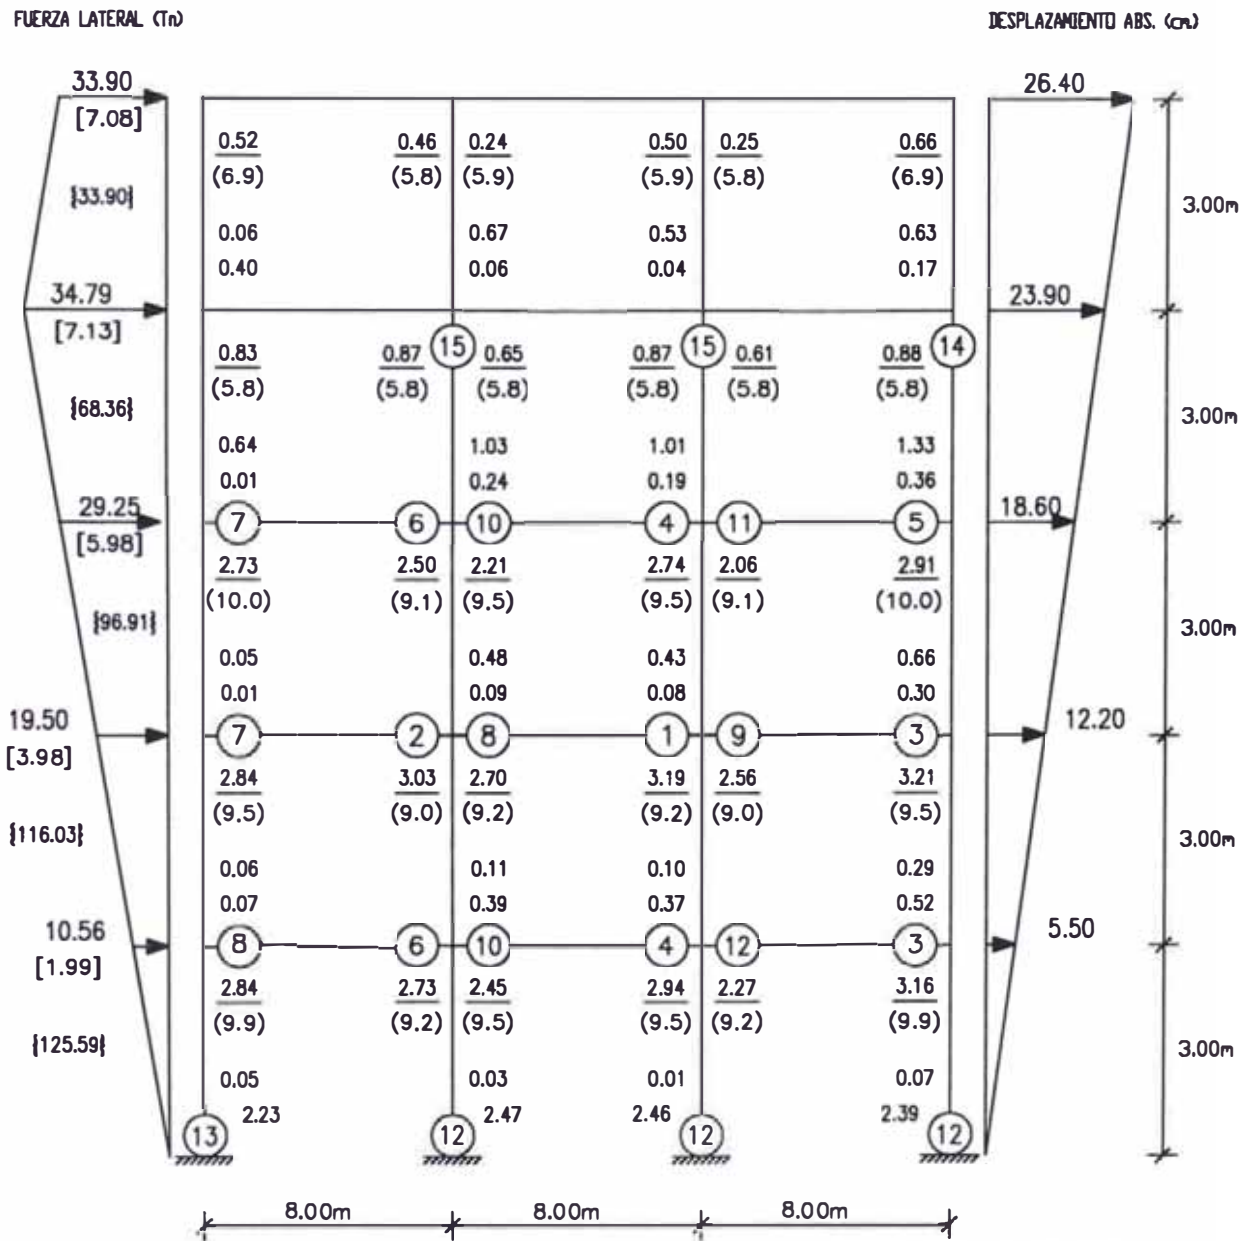 FUERZA LATERAL (Tn) DESPLAZAMIENTO ABS. (cm.)
33.90 26.40
[7.08]
0.52 0.46 0.24 0.50 0.25 0.66
(6.9) (5.8) (5.9) (5.9) (5.8) (6.9)
{33.90} 3.00m
0.06 0.67 0.53 0.63
0.40 0.06 0.04 0.17
34.79 23.90
[7.13]
15 15 14
0.83 0.87 0.65 0.87 0.61 0.88
(5.8) (5.8) (5.8) (5.8) (5.8) (5.8)
{68.36} 3.00m
0.64 1.03 1.01 1.33
0.01 0.24 0.19 0.36
29.25 18.60
7 6 10 4 11 5
[5.98]
2.73 2.50 2.21 2.74 2.06 2.91
(10.0) (9.1) (9.5) (9.5) (9.1) (10.0)
{96.91} 3.00m
0.05 0.48 0.43 0.66
0.01 0.09 0.08 0.30
19.50 12.20
7 2 8 1 9 3
[3.98]
2.84 3.03 2.70 3.19 2.56 3.21
(9.5) (9.0) (9.2) (9.2) (9.0) (9.5)
{116.03} 3.00m
0.06 0.11 0.10 0.29
0.07 0.39 0.37 0.52
10.56 5.50
8 6 10 4 12 3
[1.99]
2.84 2.73 2.45 2.94 2.27 3.16
(9.9) (9.2) (9.5) (9.5) (9.2) (9.9)
{125.59} 3.00m
0.05 0.03 0.01 0.07
2.23 2.47 2.46 2.39
13 12 12 12
8.00m 8.00m 8.00m